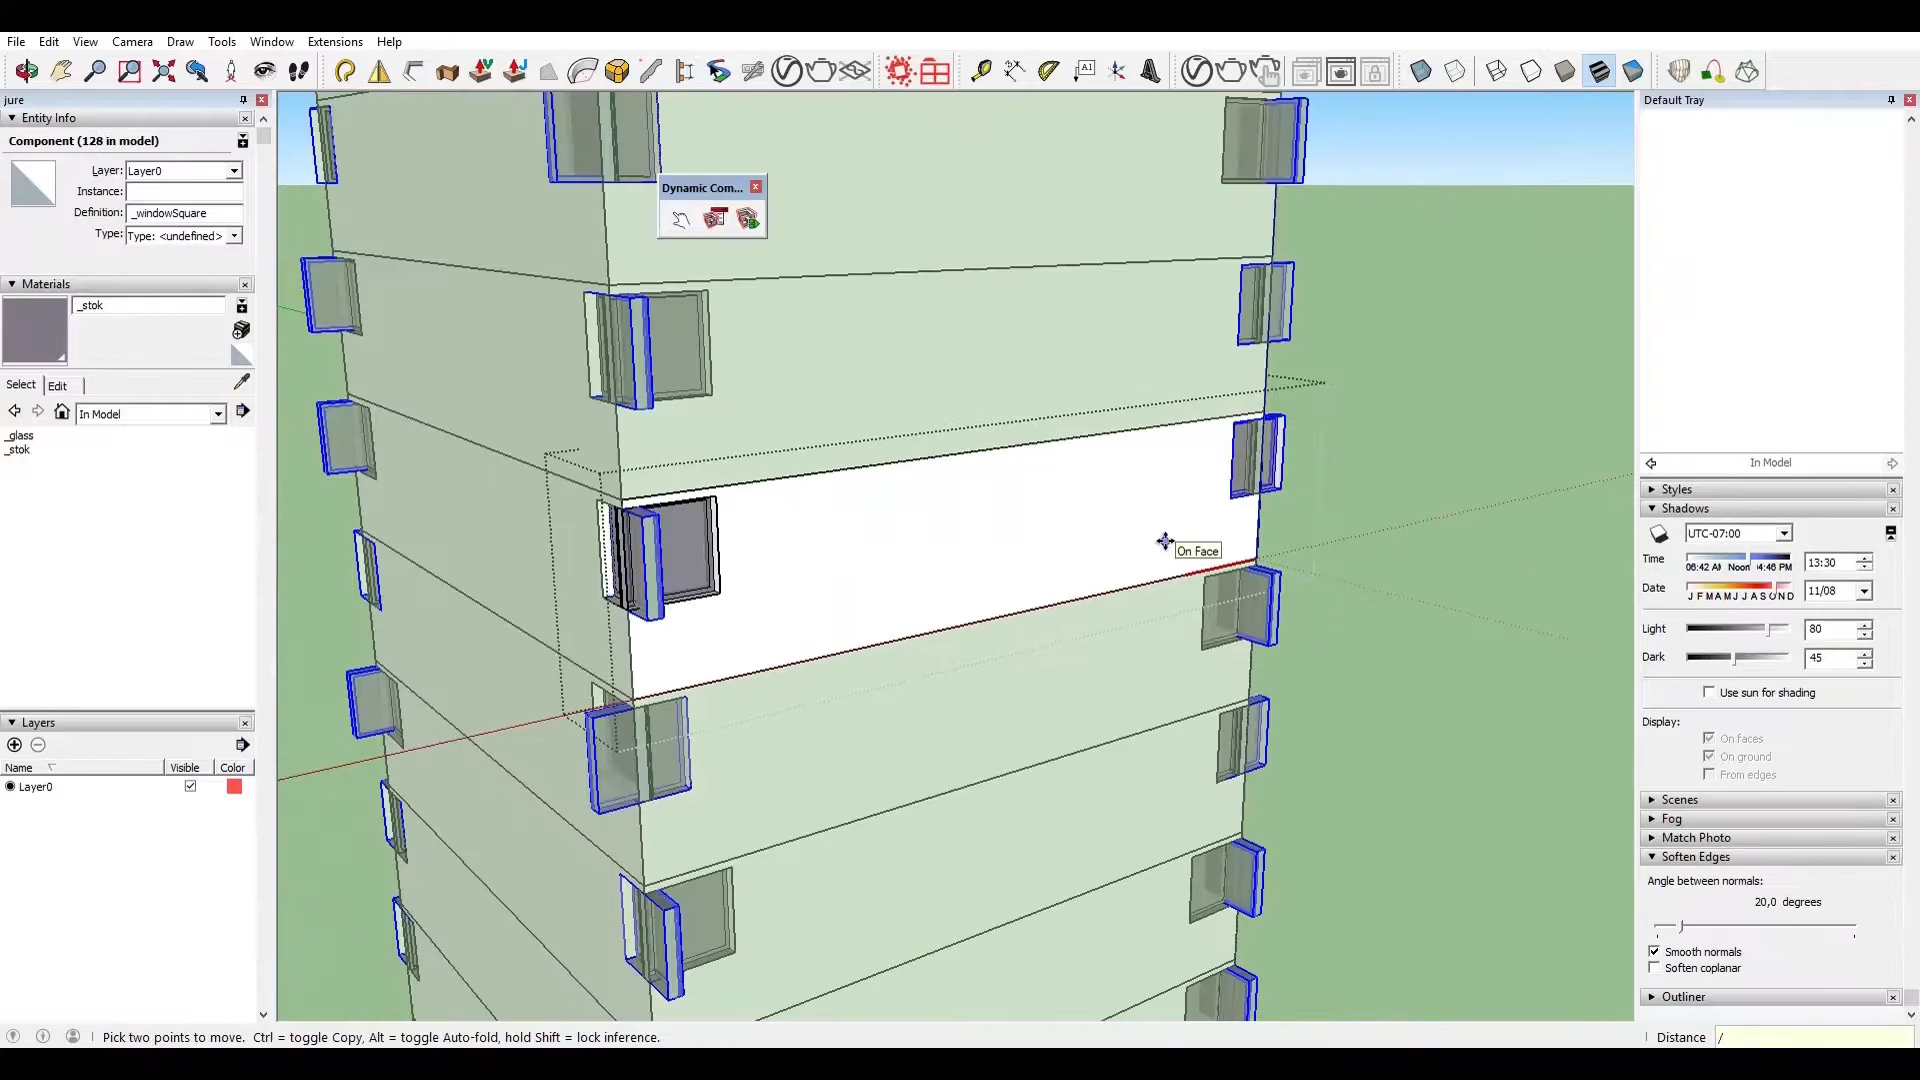 File Edit View Camera Draw Tools Window Extensions Help
A1
jure
Entity Info
Component (128 in model)
Layer: Layer0
Instance:
Definition: _windowSquare
Type: Type: <undefined>
Materials
_stok
Select Edit
In Model
_glass
_stok
Layers
Name Visible Color
Layer0
Dynamic Com...
On Face
Default Tray
In Model
Styles
Shadows
UTC-07:00
Time 06:42 AM Noon 04:46 PM 13:30
Date J F M A M J J A S O N D 11/08
Light 80
Dark 45
Use sun for shading
Display:
On faces
On ground
From edges
Scenes
Fog
Match Photo
Soften Edges
Angle between normals:
20,0 degrees
Smooth normals
Soften coplanar
Outliner
Pick two points to move. Ctrl = toggle Copy, Alt = toggle Auto-fold, hold Shift = lock inference.
Distance /